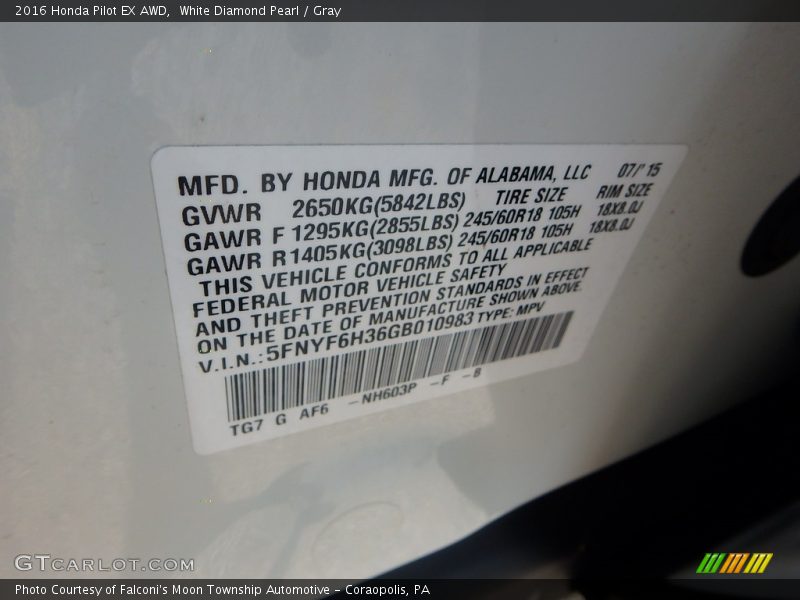 2016 Honda Pilot EX AWD,  White Diamond Pearl / Gray
MFD. BY HONDA MFG. OF ALABAMA, LLC 07/'15
GVWR 2650KG(5842LBS) TIRE SIZE RIM SIZE
GAWR F 1295KG(2855LBS) 245/60R18 105H 18X8.0J
GAWR R 1405KG(3098LBS) 245/60R18 105H 18X8.0J
THIS VEHICLE CONFORMS TO ALL APPLICABLE
FEDERAL MOTOR VEHICLE SAFETY
AND THEFT PREVENTION STANDARDS IN EFFECT
ON THE DATE OF MANUFACTURE SHOWN ABOVE.
V.I.N.:5FNYF6H36GB010983 TYPE: MPV
TG7 G AF6 -NH603P -F -B
GTCARLOT.COM
Photo Courtesy of Falconi's Moon Township Automotive – Coraopolis, PA